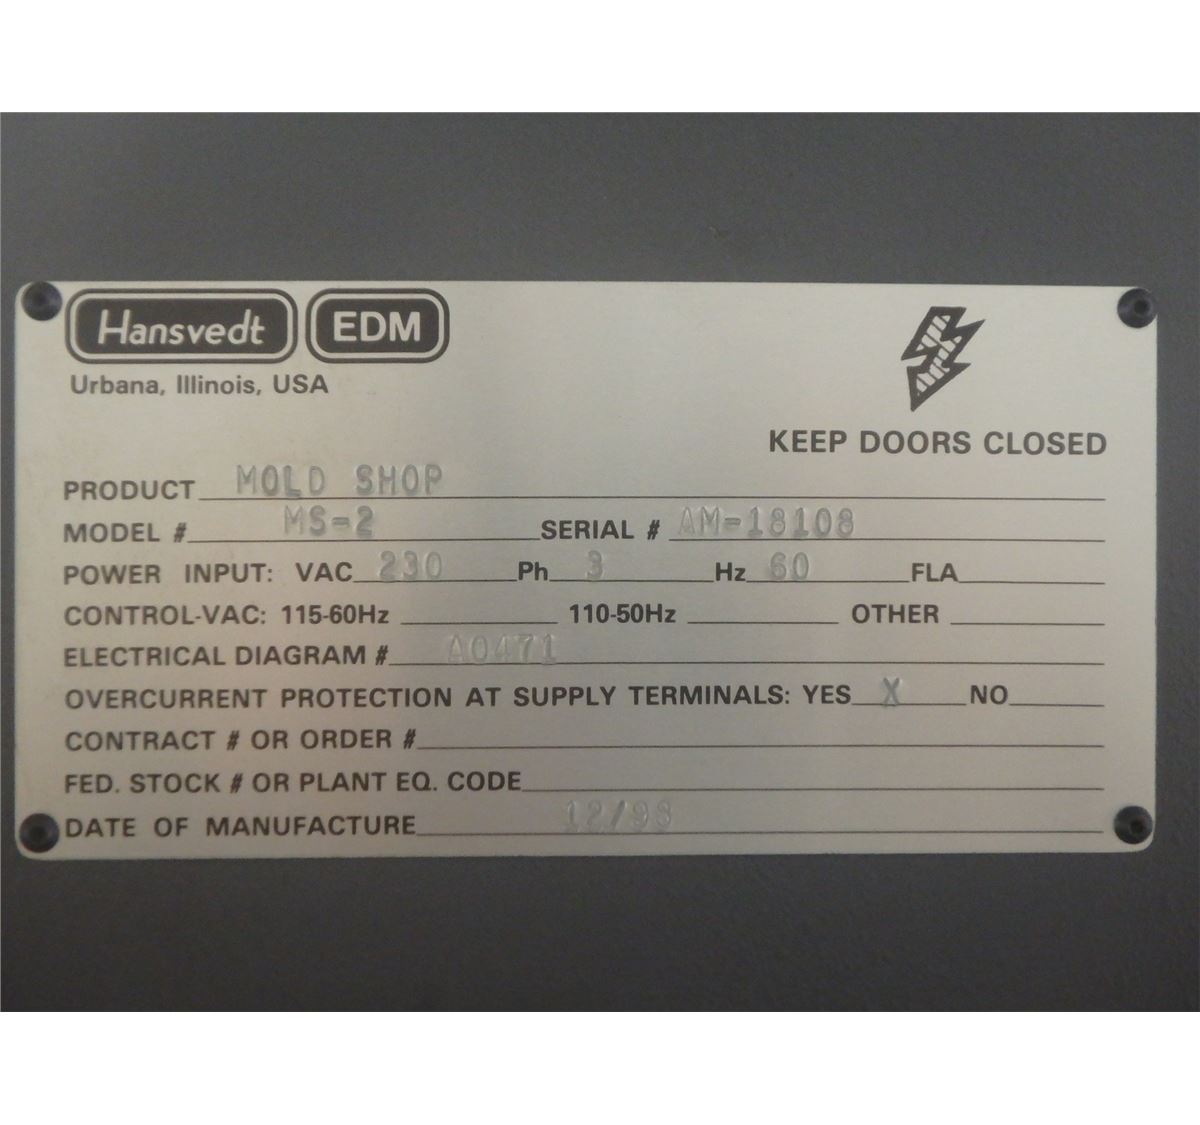 Hansvedt EDM
Urbana, Illinois, USA
KEEP DOORS CLOSED
PRODUCT MOLD SHOP
MODEL # MS-2 SERIAL # AM-18108
POWER INPUT: VAC 230 Ph 3 Hz 60 FLA
CONTROL-VAC: 115-60Hz 110-50Hz OTHER
ELECTRICAL DIAGRAM # A0471
OVERCURRENT PROTECTION AT SUPPLY TERMINALS: YES X NO
CONTRACT # OR ORDER #
FED. STOCK # OR PLANT EQ. CODE
DATE OF MANUFACTURE 12/98